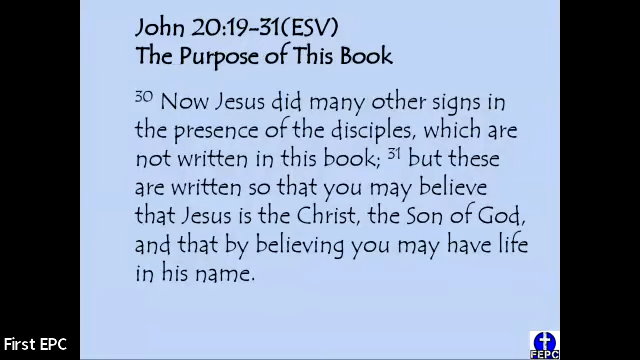 John 20:19-31(ESV)
The Purpose of This Book
30 Now Jesus did many other signs in
the presence of the disciples, which are
not written in this book; 31 but these
are written so that you may believe
that Jesus is the Christ, the Son of God,
and that by believing you may have life
in his name.
First EPC
FEPC